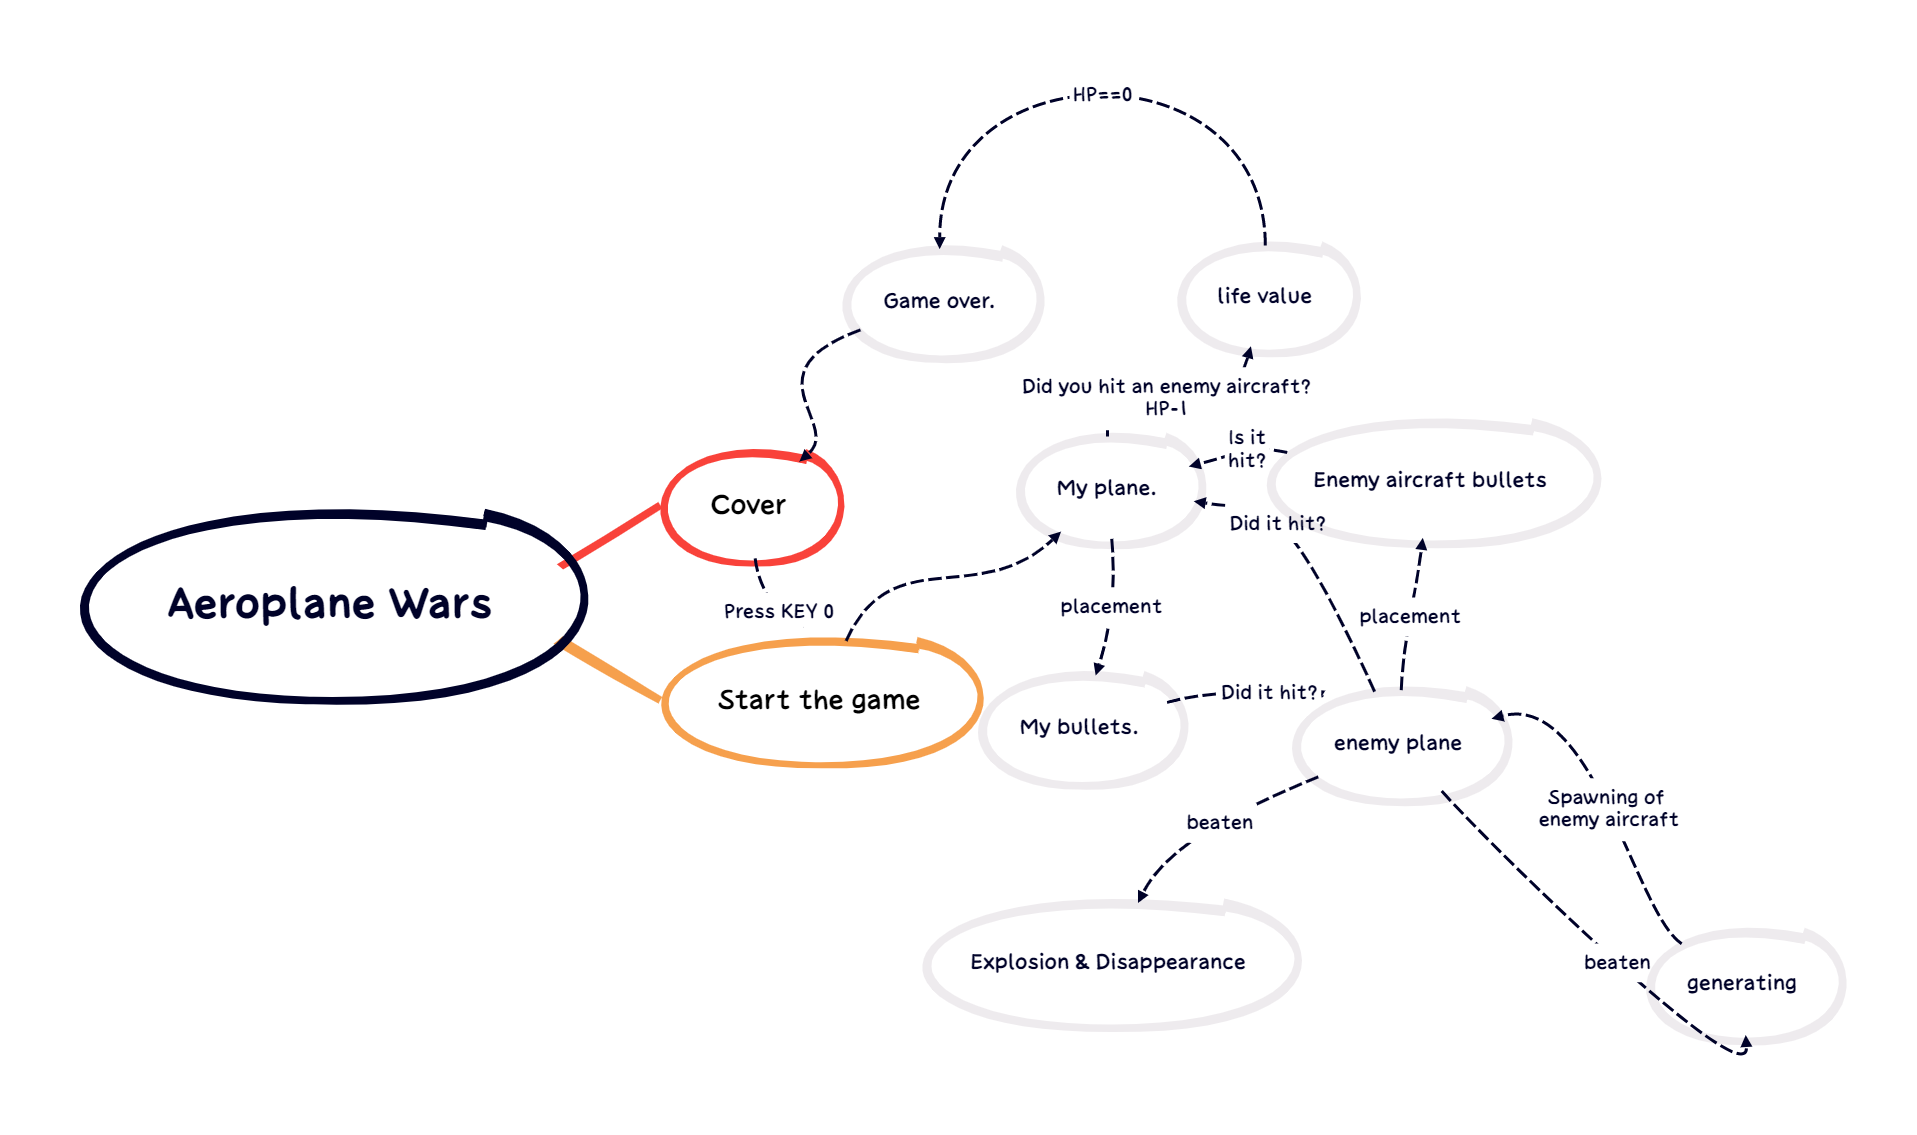 HP==0
Game over.
life value
Did you hit an enemy aircraft?
HP-1
Is it
hit?
Enemy aircraft bullets
My plane.
Cover
Did it hit?
Aeroplane Wars
Press KEY 0
placement
placement
Start the game
Did it hit?
My bullets.
enemy plane
Spawning of
enemy aircraft
beaten
Explosion & Disappearance
beaten
generating